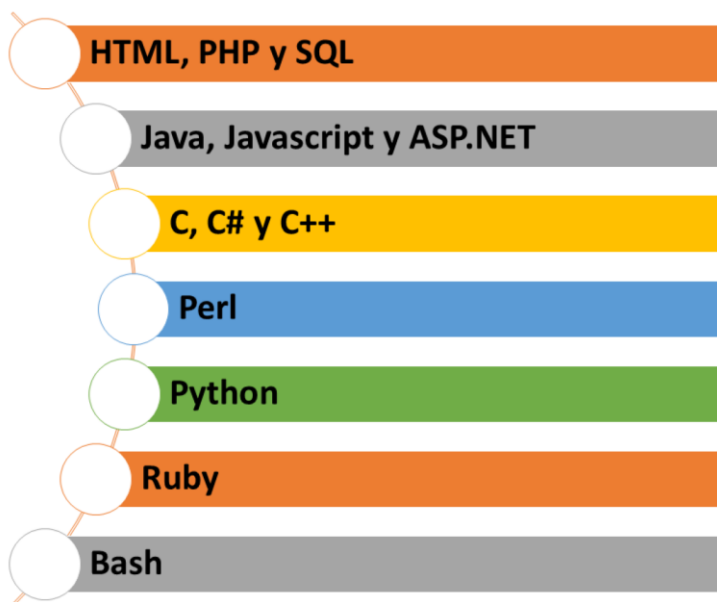 HTML, PHP y SQL
Java, Javascript y ASP.NET
C, C# y C++
Perl
Python
Ruby
Bash